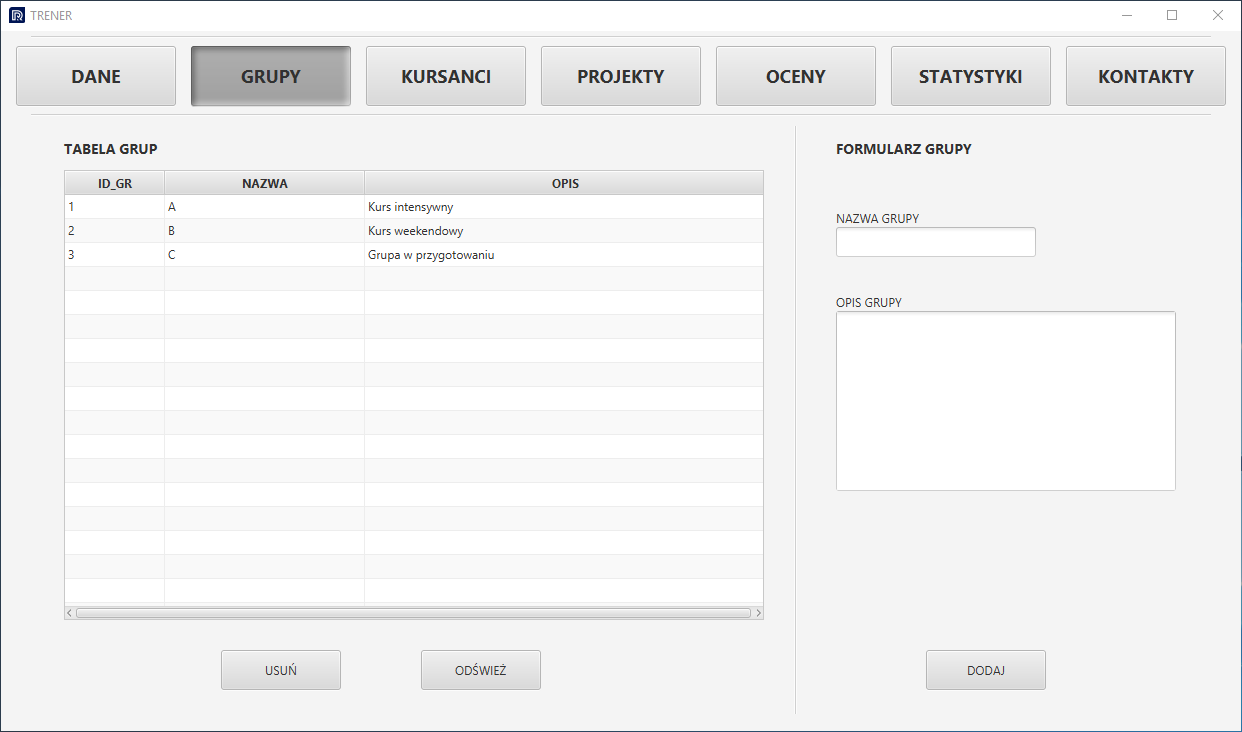 TRENER
DANE GRUPY KURSANCI PROJEKTY OCENY STATYSTYKI KONTAKTY
TABELA GRUP
ID_GR NAZWA OPIS
1 A Kurs intensywny
2 B Kurs weekendowy
3 C Grupa w przygotowaniu
USUŃ ODŚWIEŻ
FORMULARZ GRUPY
NAZWA GRUPY
OPIS GRUPY
DODAJ